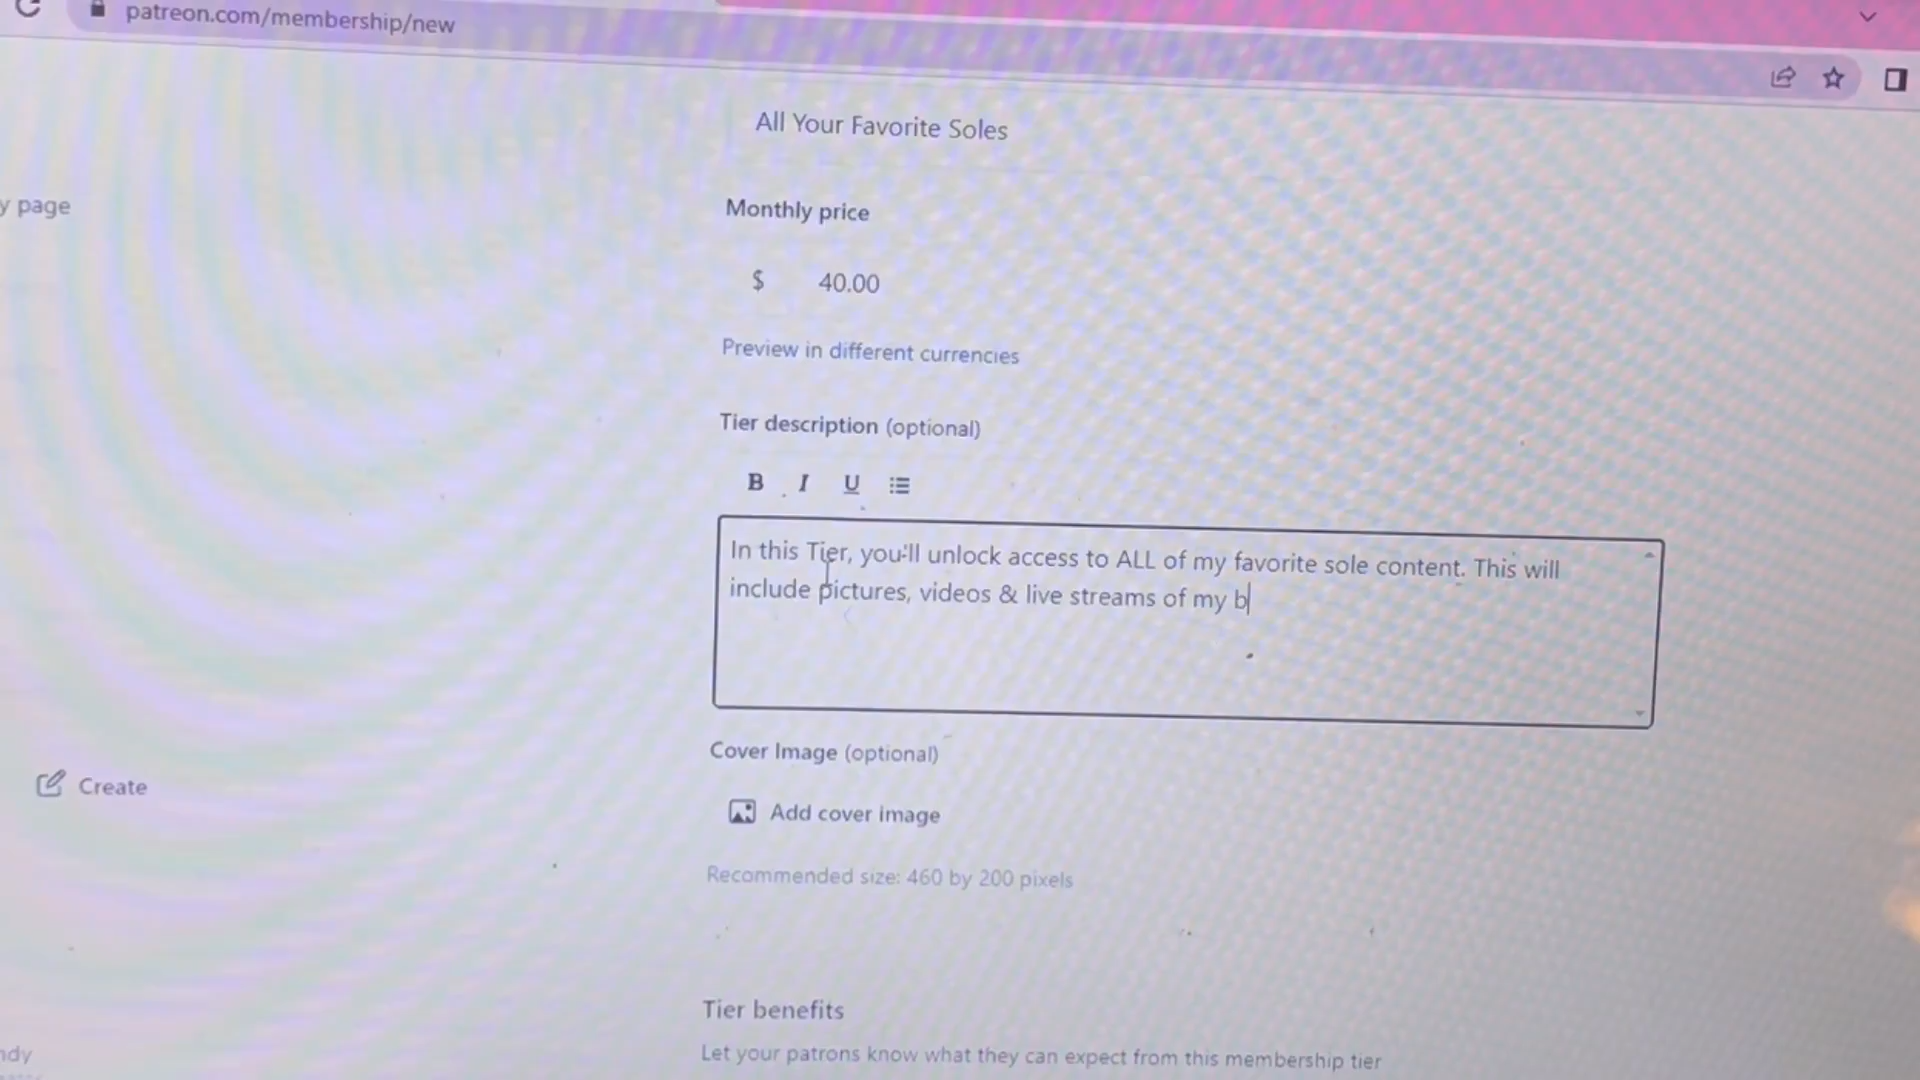 patreon.com/membership/new
All Your Favorite Soles
y page
Monthly price
$ 40.00
Preview in different currencies
Tier description (optional)
B I U
In this Tier, you'll unlock access to ALL of my favorite sole content. This will
include pictures, videos & live streams of my b
Cover Image (optional)
Create
Add cover image
Recommended size: 460 by 200 pixels
Tier benefits
ndy
Let your patrons know what they can expect from this membership tier